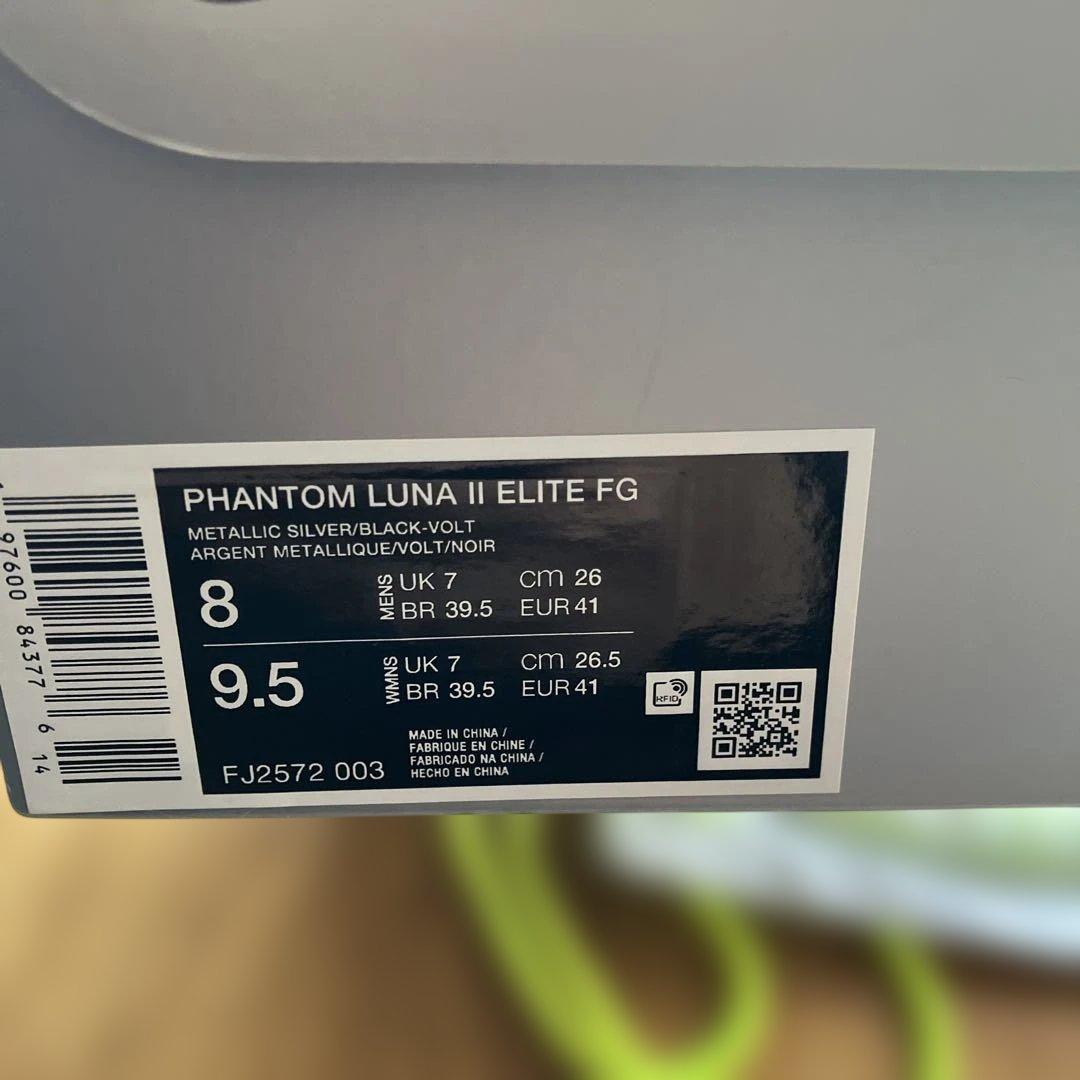 PHANTOM LUNA II ELITE FG
METALLIC SILVER/BLACK-VOLT
ARGENT METALLIQUE/VOLT/NOIR
8 MENS UK 7 cm 26
BR 39.5 EUR 41
9.5 WMNS UK 7 cm 26.5
BR 39.5 EUR 41
RFID
MADE IN CHINA /
FABRIQUE EN CHINE /
FABRICADO NA CHINA /
HECHO EN CHINA
FJ2572 003
97600 84377 6 14